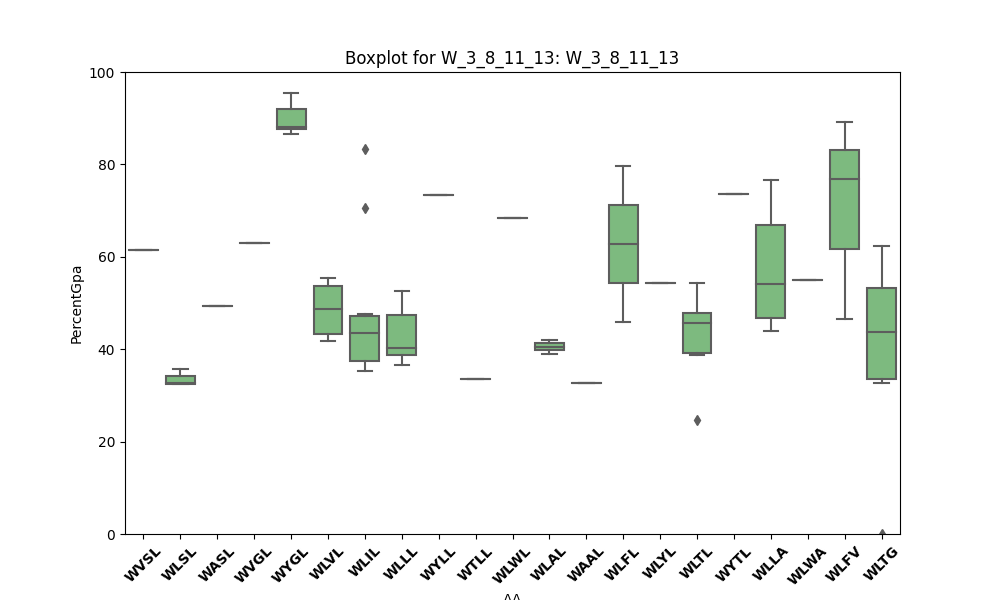 Boxplot for W_3_8_11_13: W_3_8_11_13
PercentGpa
100
80
60
40
20
0
WVSL WLSL WASL WVGL WYGL WLVL WLIL WLLL WYLL WTLL WLWL WLAL WAAL WLFL WLYL WLTL WYTL WLLA WLWA WLFV WLTG
AA